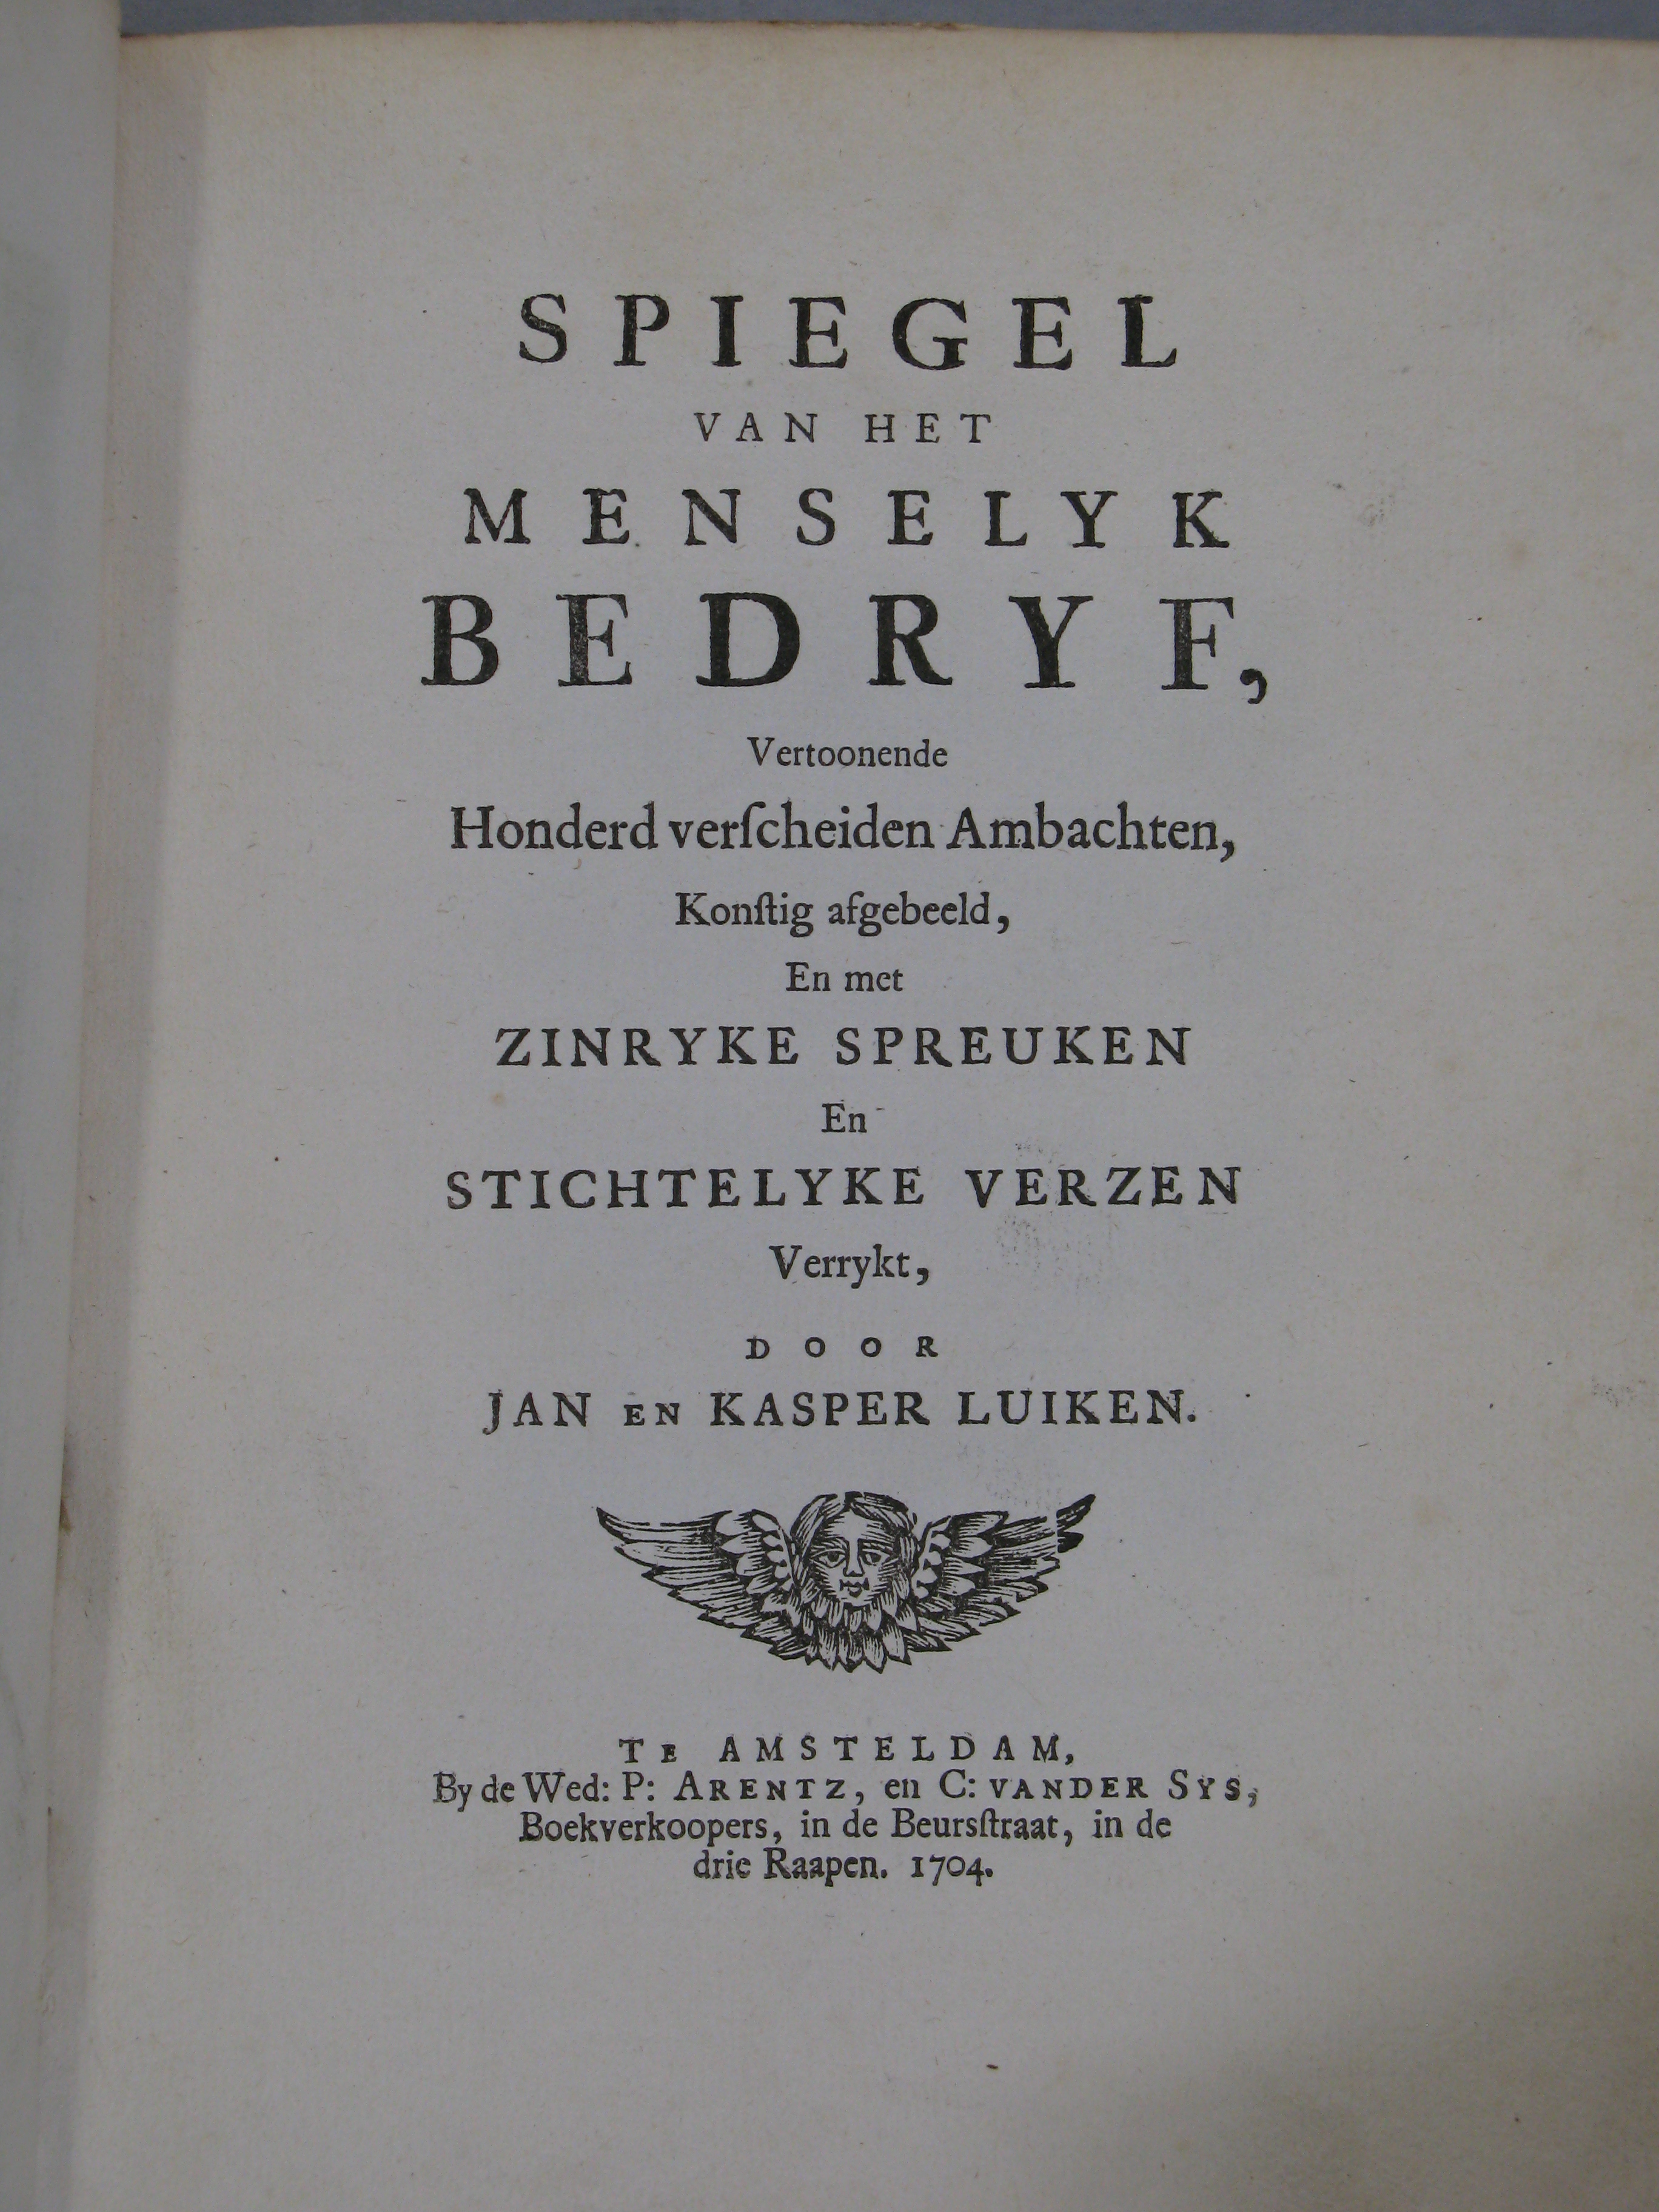 SPIEGEL
VAN HET
MENSELYK
BEDRYF,
Vertoonende
Honderd verſcheiden Ambachten,
Konſtig afgebeeld,
En met
ZINRYKE SPREUKEN
En
STICHTELYKE VERZEN
Verrykt,
DOOR
JAN EN KASPER LUIKEN.
TE AMSTELDAM,
By de Wed: P: ARENTZ, en C: VANDER SYS,
Boekverkoopers, in de Beursſtraat, in de
drie Raapen. 1704.